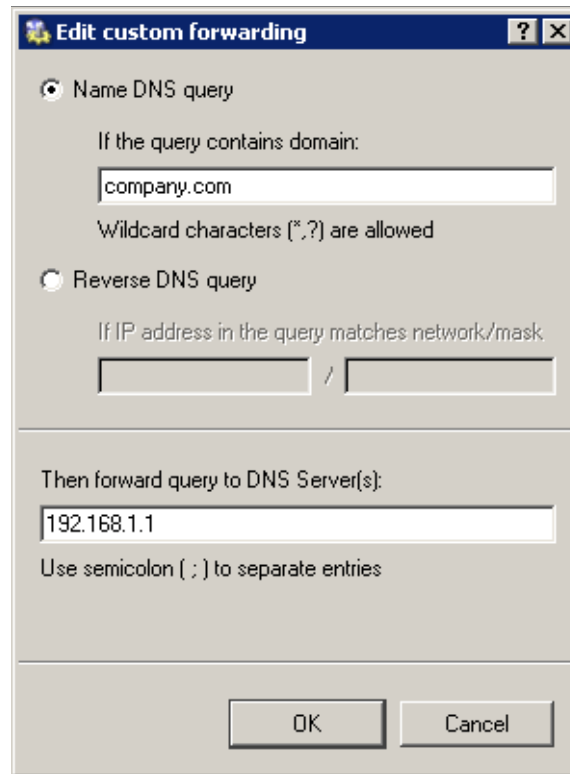 Edit custom forwarding
Name DNS query
If the query contains domain:
company.com
Wildcard characters (*,?) are allowed
Reverse DNS query
If IP address in the query matches network/mask
/
Then forward query to DNS Server(s):
192.168.1.1
Use semicolon ( ; ) to separate entries
OK Cancel